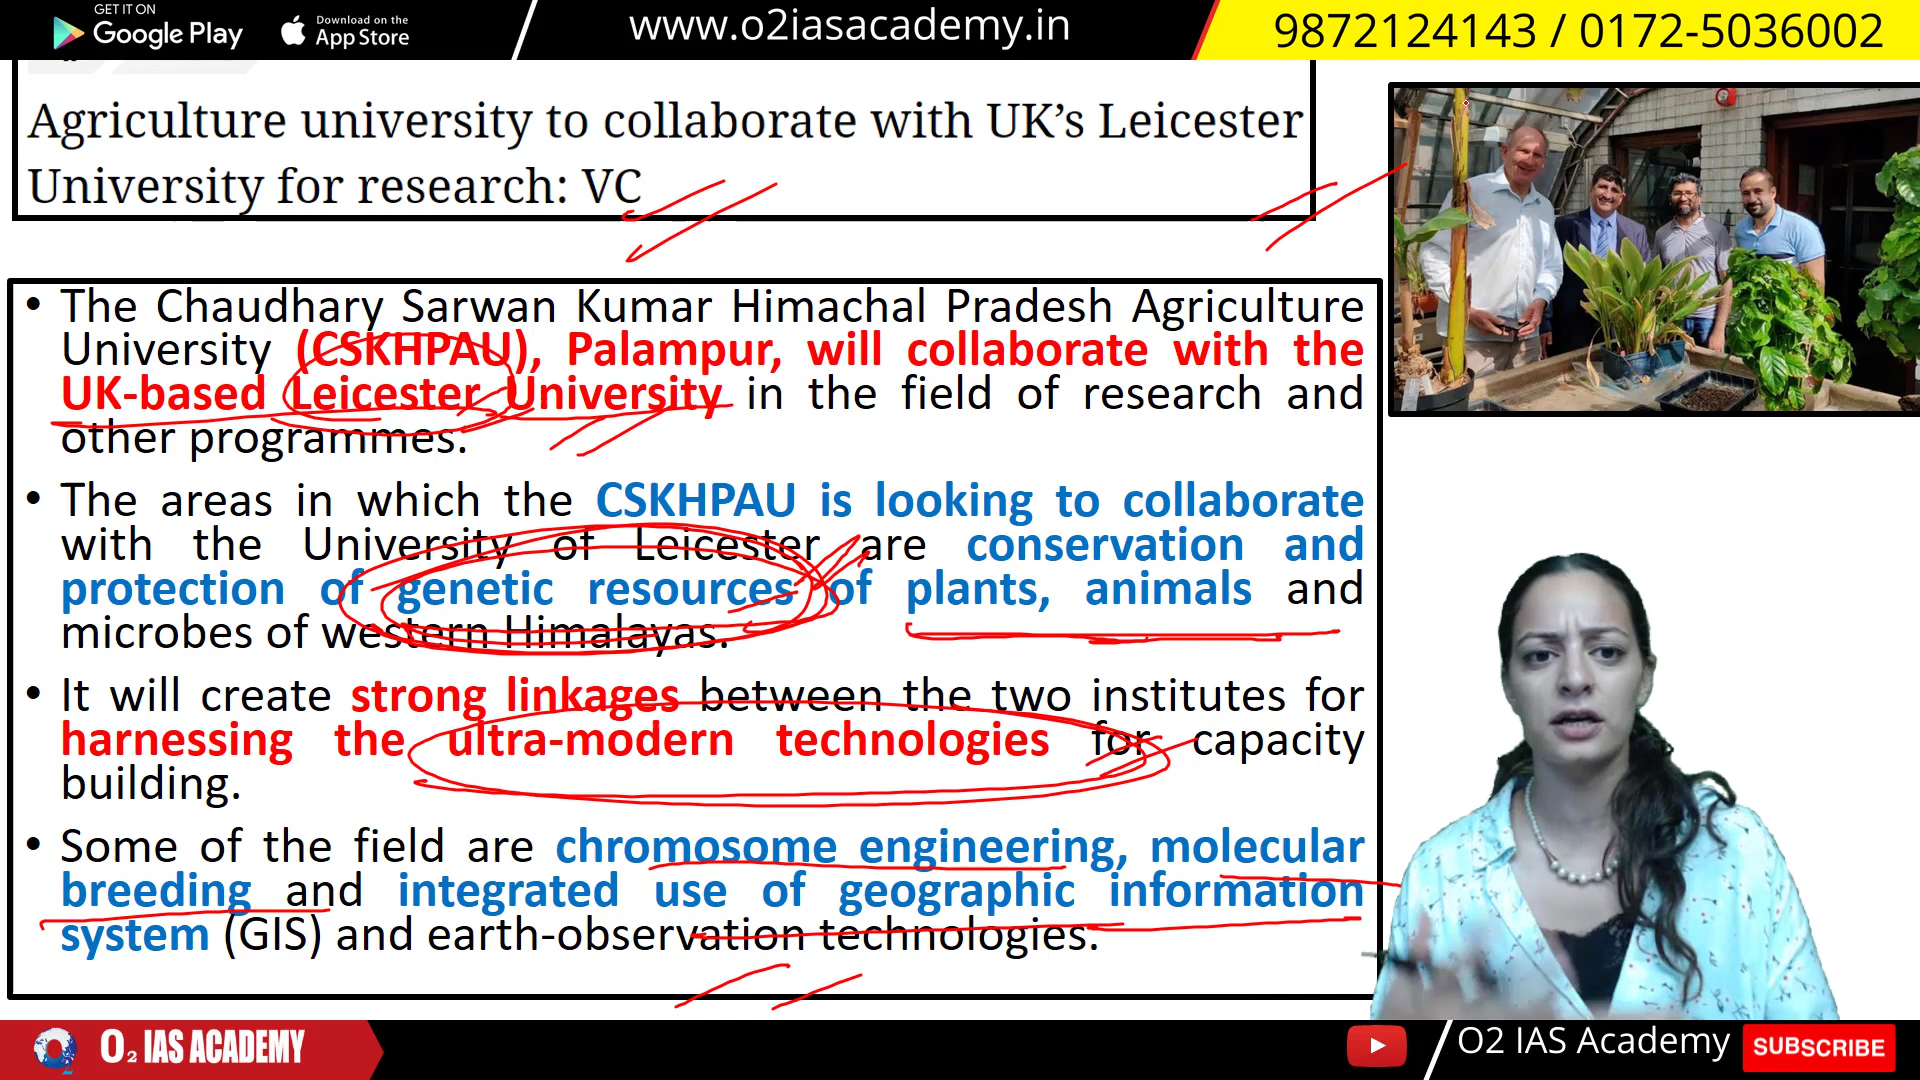 GET IT ON
Google Play
Download on the
App Store
www.o2iasacademy.in
9872124143 / 0172-5036002
Agriculture university to collaborate with UK's Leicester
University for research: VC
• The Chaudhary Sarwan Kumar Himachal Pradesh Agriculture
University (CSKHPAU), Palampur, will collaborate with the
UK-based Leicester University in the field of research and
other programmes.
• The areas in which the CSKHPAU is looking to collaborate
with the University of Leicester are conservation and
protection of genetic resources of plants, animals and
microbes of western Himalayas.
• It will create strong linkages between the two institutes for
harnessing the ultra-modern technologies for capacity
building.
• Some of the field are chromosome engineering, molecular
breeding and integrated use of geographic information
system (GIS) and earth-observation technologies.
O2 IAS ACADEMY
O2 IAS Academy
SUBSCRIBE